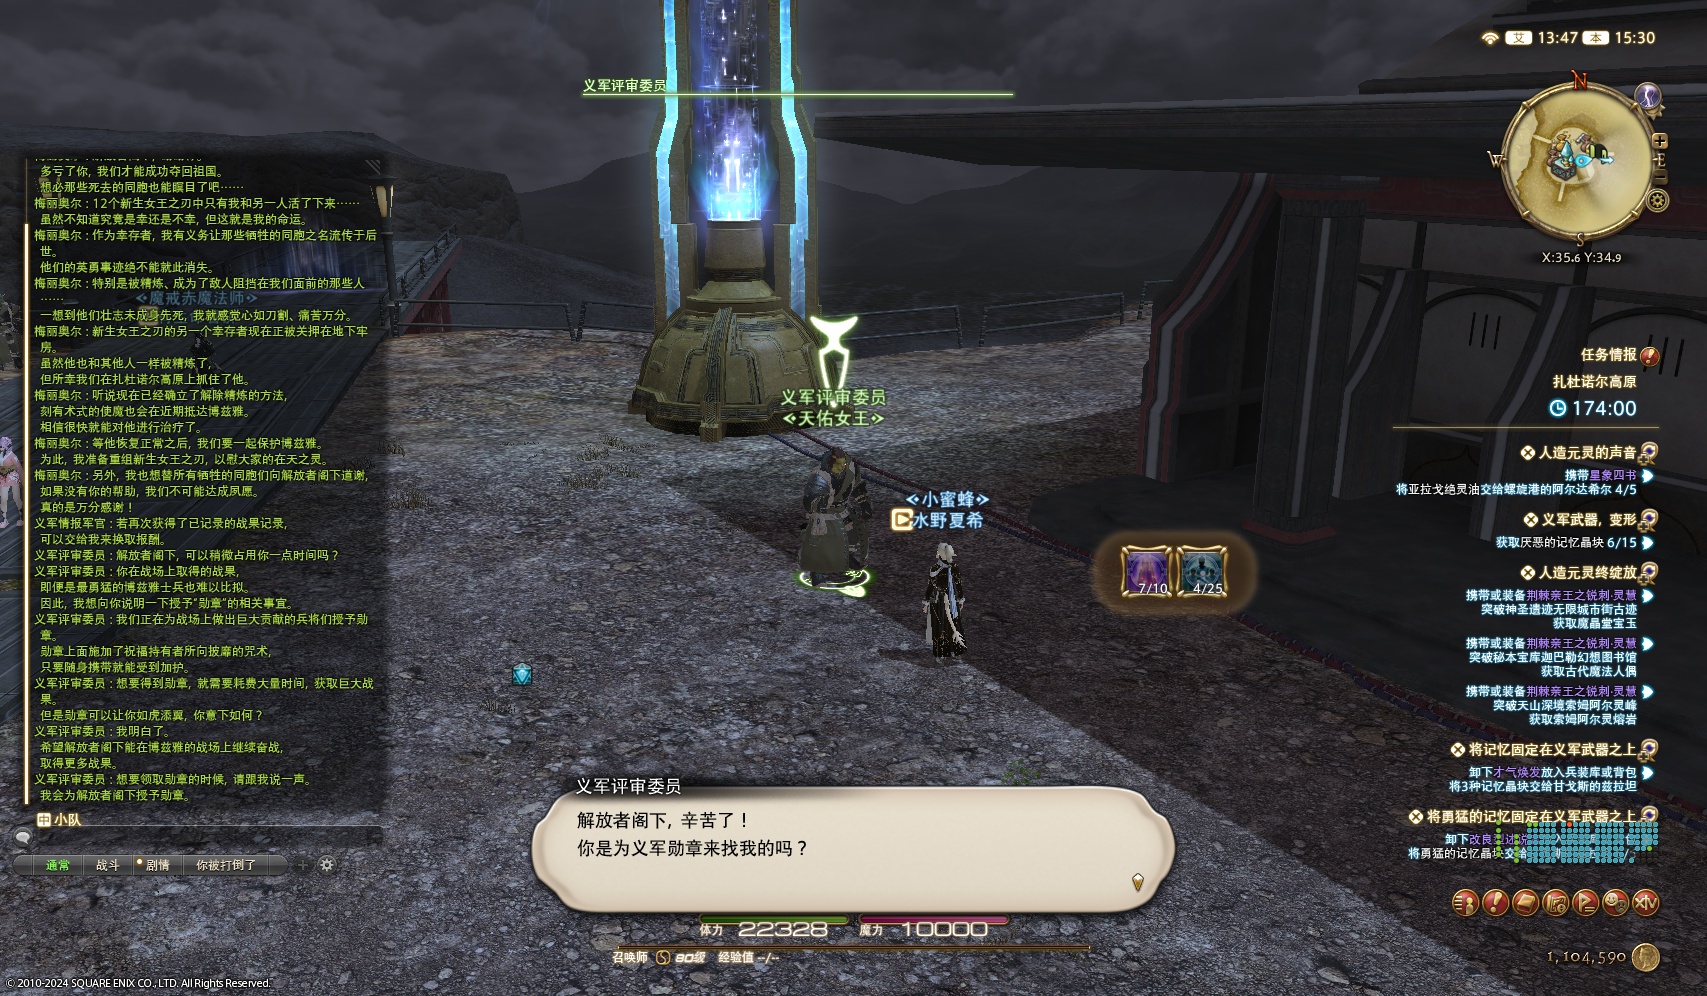 义军评审委员
艾 13:47 本 15:30
N
W
E
S
X:35.6 Y:34.9
多亏了你, 我们才能成功夺回祖国。
想必那些死去的同胞也能瞑目了吧……
梅丽奥尔：12个新生女王之刃中只有我和另一人活了下来……
虽然不知道究竟是幸还是不幸, 但这就是我的命运。
梅丽奥尔：作为幸存者, 我有义务让那些牺牲的同胞之名流传于后
世。
他们的英勇事迹绝不能就此消失。
梅丽奥尔：特别是被精炼、成为了敌人阻挡在我们面前的那些人
……
《魔戒赤魔法师》
一想到他们壮志未成身先死, 我就感觉心如刀割、痛苦万分。
梅丽奥尔：新生女王之刃的另一个幸存者现在正被关押在地下牢
房。
虽然他也和其他人一样被精炼了,
但所幸我们在扎杜诺尔高原上抓住了他。
梅丽奥尔：听说现在已经确立了解除精炼的方法,
刻有术式的使魔也会在近期抵达博兹雅。
相信很快就能对他进行治疗了。
梅丽奥尔：等他恢复正常之后, 我们要一起保护博兹雅。
为此, 我准备重组新生女王之刃, 以慰大家的在天之灵。
梅丽奥尔：另外, 我也想替所有牺牲的同胞们向解放者阁下道谢,
如果没有你的帮助, 我们不可能达成夙愿。
真的是万分感谢！
义军情报军官：若再次获得了已记录的战果记录,
可以交给我来换取报酬。
义军评审委员：解放者阁下, 可以稍微占用你一点时间吗？
义军评审委员：你在战场上取得的战果,
即便是最勇猛的博兹雅士兵也难以比拟。
因此, 我想向你说明一下授予“勋章”的相关事宜。
义军评审委员：我们正在为战场上做出巨大贡献的兵将们授予勋
章。
勋章上面施加了祝福持有者所向披靡的咒术,
只要随身携带就能受到加护。
义军评审委员：想要得到勋章, 就需要耗费大量时间, 获取巨大战
果。
但是勋章可以让你如虎添翼, 你意下如何？
义军评审委员：我明白了。
希望解放者阁下能在博兹雅的战场上继续奋战,
取得更多战果。
义军评审委员：想要领取勋章的时候, 请跟我说一声。
我会为解放者阁下授予勋章。
小队
通常 战斗 剧情 你被打倒了
义军评审委员
《天佑女王》
《小蜜蜂》
水野夏希
7/10 4/25
任务情报
扎杜诺尔高原
174:00
人造元灵的声音
携带星象四书
将亚拉戈绝灵油交给螺旋港的阿尔达希尔 4/5
义军武器, 变形
获取厌恶的记忆晶块 6/15
人造元灵终绽放
携带或装备荆棘亲王之锐刺·灵慧
突破神圣遗迹无限城市街古迹
获取魔晶堂宝玉
携带或装备荆棘亲王之锐刺·灵慧
突破秘本宝库迦巴勒幻想图书馆
获取古代魔法人偶
携带或装备荆棘亲王之锐刺·灵慧
突破天山深境索姆阿尔灵峰
获取索姆阿尔灵熔岩
将记忆固定在义军武器之上
卸下才气焕发放入兵装库或背包
将3种记忆晶块交给甘戈斯的兹拉坦
将勇猛的记忆固定在义军武器之上
卸下改良
将勇猛的记忆晶块交给
义军评审委员
解放者阁下, 辛苦了！
你是为义军勋章来找我的吗？
体力 22328 魔力 10000
召唤师 80级 经验值 --/--
1,104,590
© 2010-2024 SQUARE ENIX CO., LTD. All Rights Reserved.